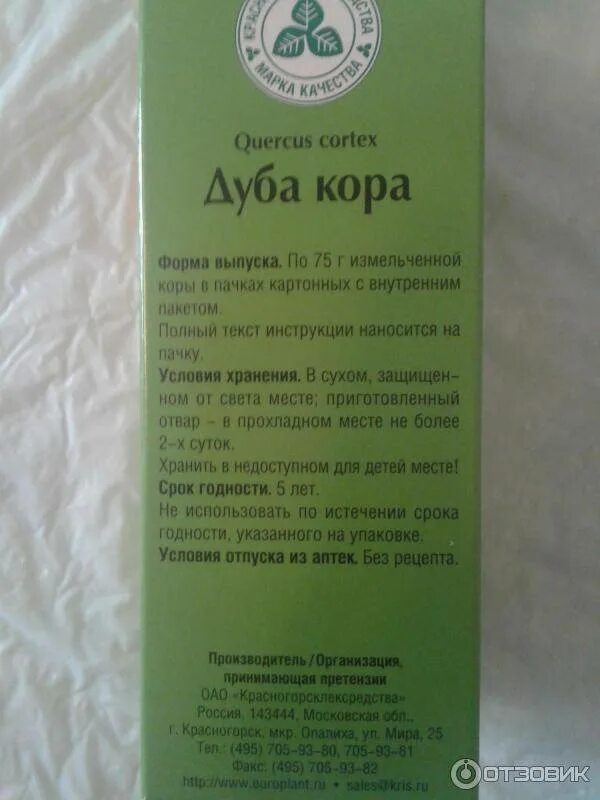 МАРКА КАЧЕСТВА
Quercus cortex
Дуба кора
Форма выпуска. По 75 г измельченной
коры в пачках картонных с внутренним
пакетом.
Полный текст инструкции наносится на
пачку.
Условия хранения. В сухом, защищен-
ном от света месте; приготовленный
отвар – в прохладном месте не более
2-х суток.
Хранить в недоступном для детей месте!
Срок годности. 5 лет.
Не использовать по истечении срока
годности, указанного на упаковке.
Условия отпуска из аптек. Без рецепта.
Производитель/Организация,
принимающая претензии
ОАО «Красногорсклексредства»
Россия, 143444, Московская обл.,
г. Красногорск, мкр. Опалиха, ул. Мира, 25
Тел.: (495) 705-93-80, 705-93-81
Факс: (495) 705-93-82
http://www.europlant.ru • sales@kris.ru
ОТЗОВИК